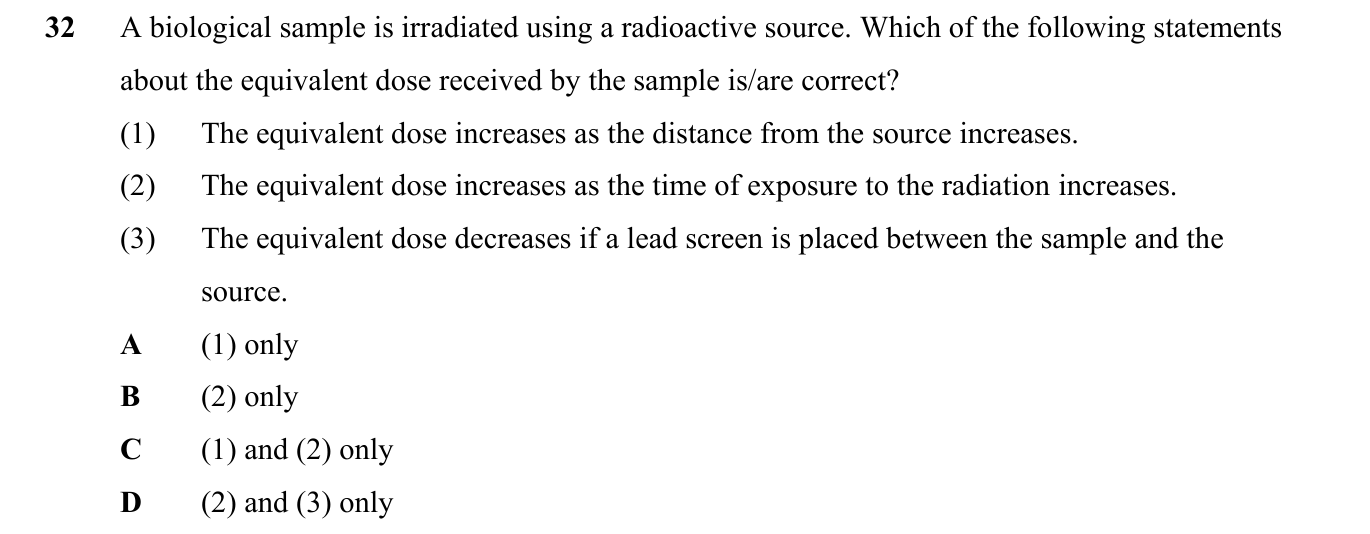 32 A biological sample is irradiated using a radioactive source. Which of the following statements
about the equivalent dose received by the sample is/are correct?
(1) The equivalent dose increases as the distance from the source increases.
(2) The equivalent dose increases as the time of exposure to the radiation increases.
(3) The equivalent dose decreases if a lead screen is placed between the sample and the
source.
A (1) only
B (2) only
C (1) and (2) only
D (2) and (3) only